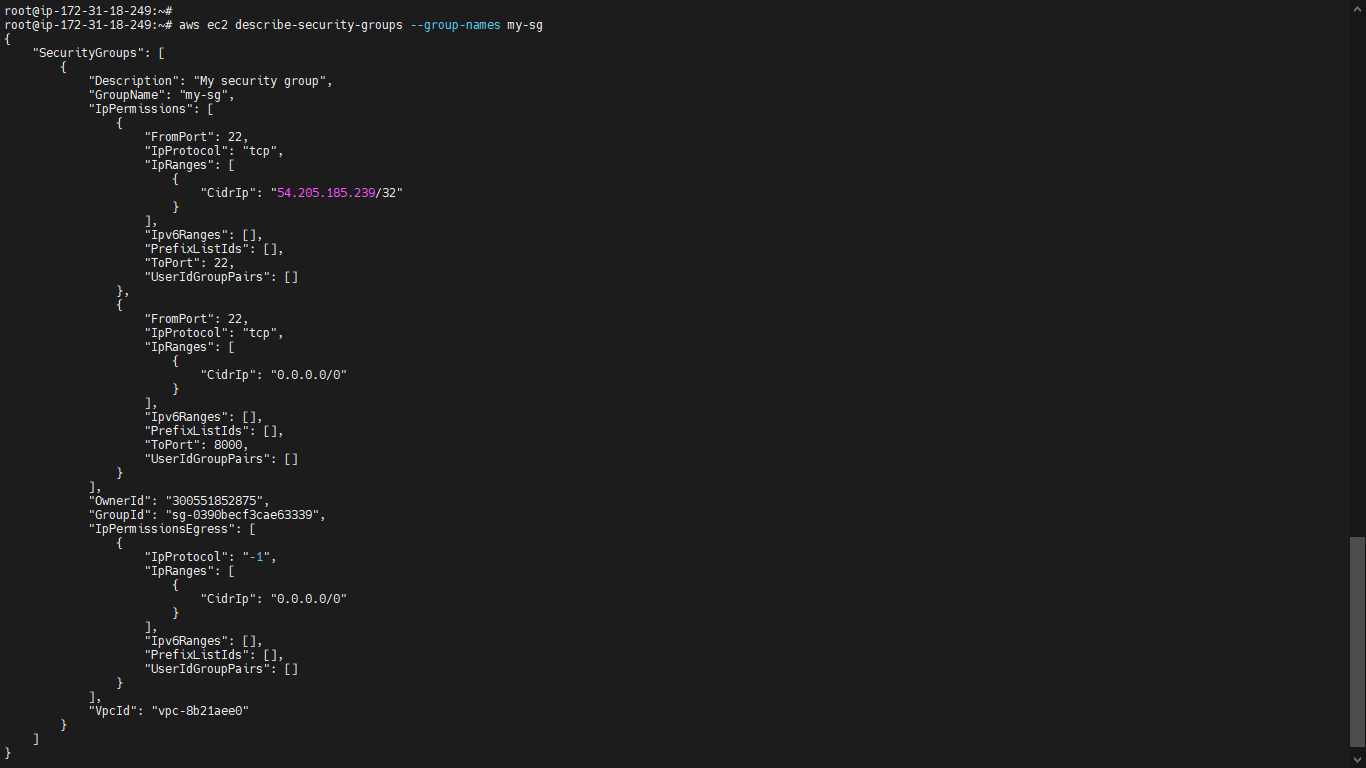 root@ip-172-31-18-249:~#
root@ip-172-31-18-249:~# aws ec2 describe-security-groups --group-names my-sg
{
    "SecurityGroups": [
        {
            "Description": "My security group",
            "GroupName": "my-sg",
            "IpPermissions": [
                {
                    "FromPort": 22,
                    "IpProtocol": "tcp",
                    "IpRanges": [
                        {
                            "CidrIp": "54.205.185.239/32"
                        }
                    ],
                    "Ipv6Ranges": [],
                    "PrefixListIds": [],
                    "ToPort": 22,
                    "UserIdGroupPairs": []
                },
                {
                    "FromPort": 22,
                    "IpProtocol": "tcp",
                    "IpRanges": [
                        {
                            "CidrIp": "0.0.0.0/0"
                        }
                    ],
                    "Ipv6Ranges": [],
                    "PrefixListIds": [],
                    "ToPort": 8000,
                    "UserIdGroupPairs": []
                }
            ],
            "OwnerId": "300551852875",
            "GroupId": "sg-0390becf3cae63339",
            "IpPermissionsEgress": [
                {
                    "IpProtocol": "-1",
                    "IpRanges": [
                        {
                            "CidrIp": "0.0.0.0/0"
                        }
                    ],
                    "Ipv6Ranges": [],
                    "PrefixListIds": [],
                    "UserIdGroupPairs": []
                }
            ],
            "VpcId": "vpc-8b21aee0"
        }
    ]
}